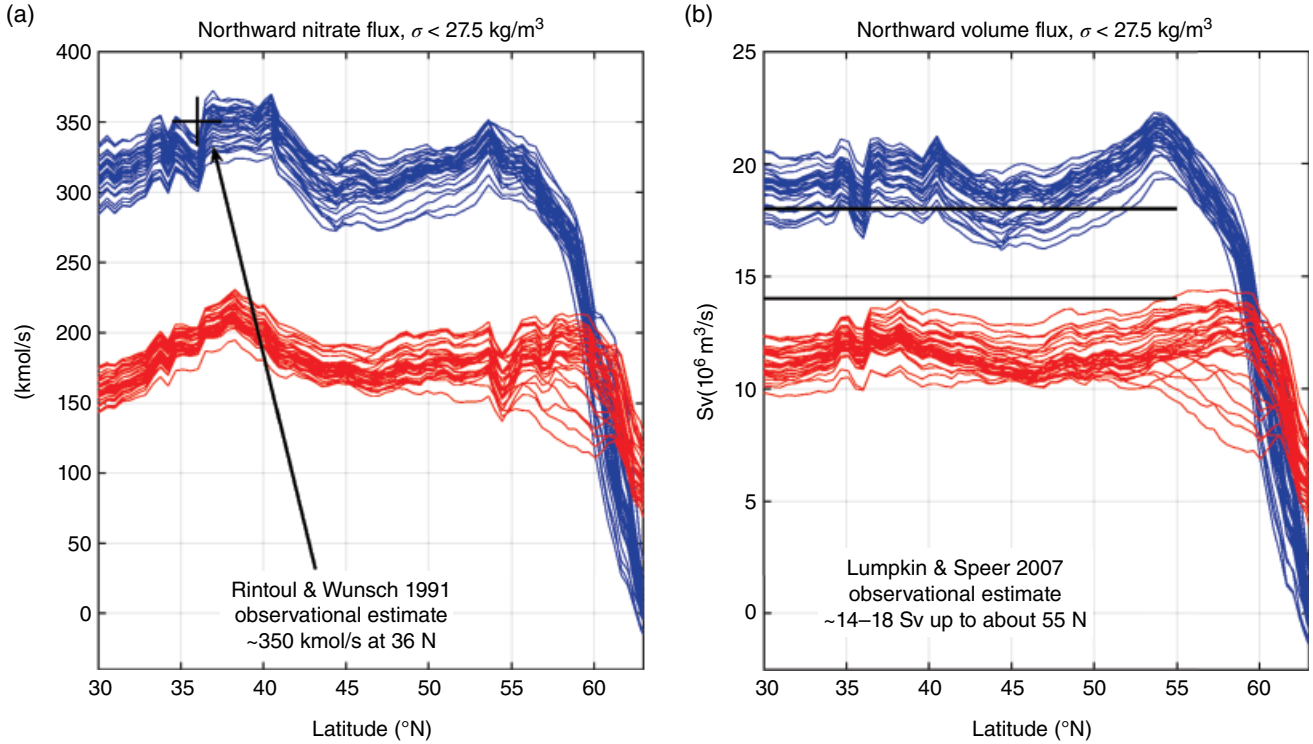 (a)
Northward nitrate flux, σ < 27.5 kg/m³
400
350
300
250
200
150
100
50
0
(kmol/s)
30 35 40 45 50 55 60
Latitude (°N)
Rintoul & Wunsch 1991
observational estimate
~350 kmol/s at 36 N
(b)
Northward volume flux, σ < 27.5 kg/m³
25
20
15
10
5
0
Sv(10⁶ m³/s)
30 35 40 45 50 55 60
Latitude (°N)
Lumpkin & Speer 2007
observational estimate
~14–18 Sv up to about 55 N